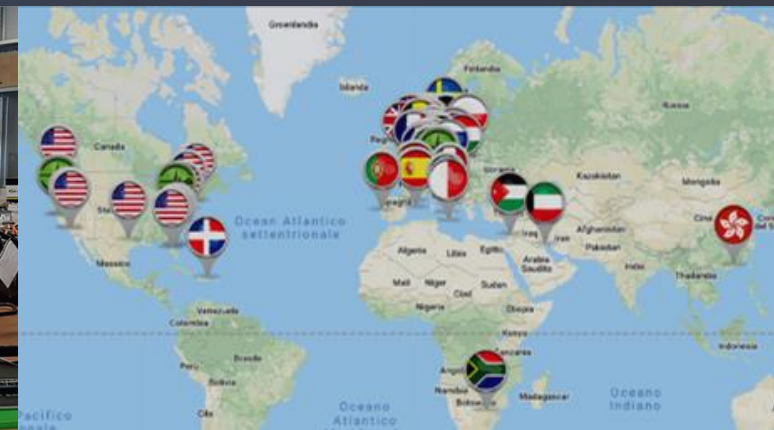 Groenlandia
Islanda
Finlandia
Russia
Canada
Kazakistan
Mongolia
Oceano Atlantico
settentrionale
Messico
Algeria
Libia
Egitto
Iraq
Iran
Afghanistan
Pakistan
Cina
Arabia
Saudita
India
Thailandia
Mali
Niger
Ciad
Sudan
Nigeria
Etiopia
Venezuela
Colombia
Kenya
Tanzania
Indonesia
Perù
Brasile
Bolivia
Angola
Namibia
Botswana
Madagascar
Oceano
Indiano
Oceano
Atlantico
Pacifico